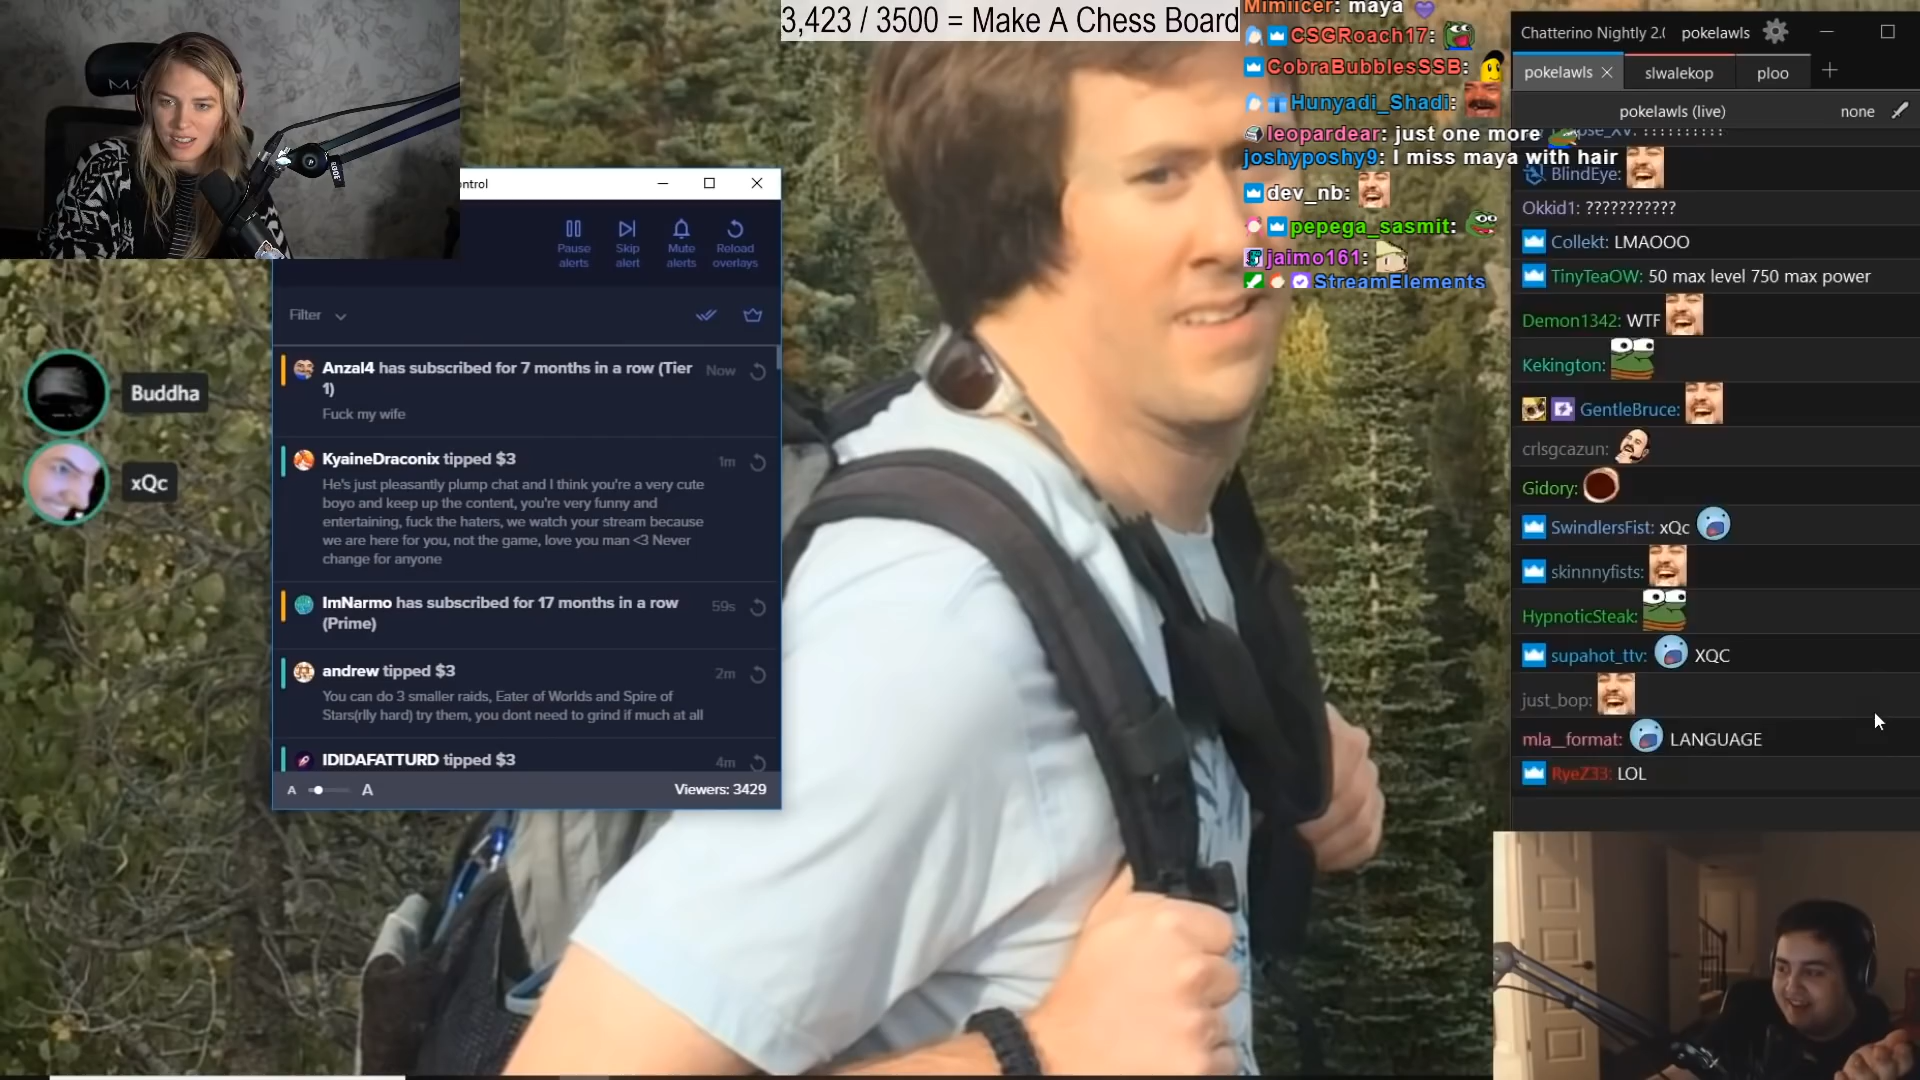 3,423 / 3500 = Make A Chess Board
Mimiicer: maya
CSGRoach17:
CobraBubblesSSB:
Hunyadi_Shadi:
leopardear: just one more
joshyposhy9: I miss maya with hair
dev_nb:
pepega_sasmit:
jaimo161:
StreamElements
ntrol
Pause alerts
Skip alert
Mute alerts
Reload overlays
Filter
Anzal4 has subscribed for 7 months in a row (Tier
1)
Now
Fuck my wife
KyaineDraconix tipped $3
1m
He's just pleasantly plump chat and I think you're a very cute
boyo and keep up the content, you're very funny and
entertaining, fuck the haters, we watch your stream because
we are here for you, not the game, love you man <3 Never
change for anyone
ImNarmo has subscribed for 17 months in a row
(Prime)
59s
andrew tipped $3
2m
You can do 3 smaller raids, Eater of Worlds and Spire of
Stars(rlly hard) try them, you dont need to grind if much at all
IDIDAFATTURD tipped $3
4m
A A
Viewers: 3429
Buddha
xQc
Chatterino Nightly 2.0
pokelawls
pokelawls
slwalekop
ploo
pokelawls (live)
none
BlindEye:
Okkid1: ???????????
Collekt: LMAOOO
TinyTeaOW: 50 max level 750 max power
Demon1342: WTF
Kekington:
GentleBruce:
crlsgcazun:
Gidory:
SwindlersFist: xQc
skinnnyfists:
HypnoticSteak:
supahot_ttv: XQC
just_bop:
mla__format: LANGUAGE
RyeZ33: LOL